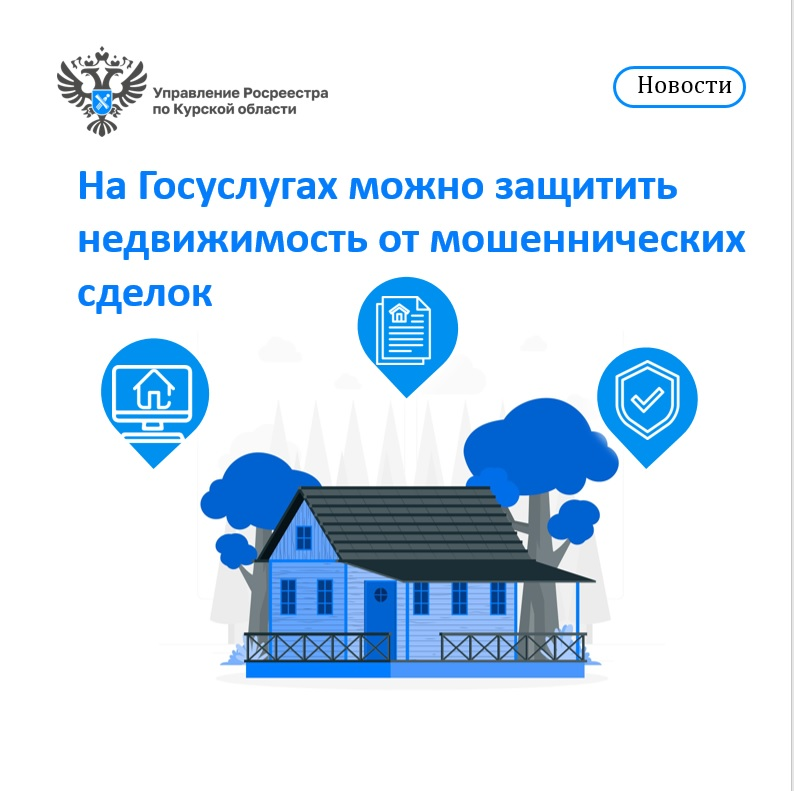 Управление Росреестра
по Курской области
Новости
На Госуслугах можно защитить
недвижимость от мошеннических
сделок